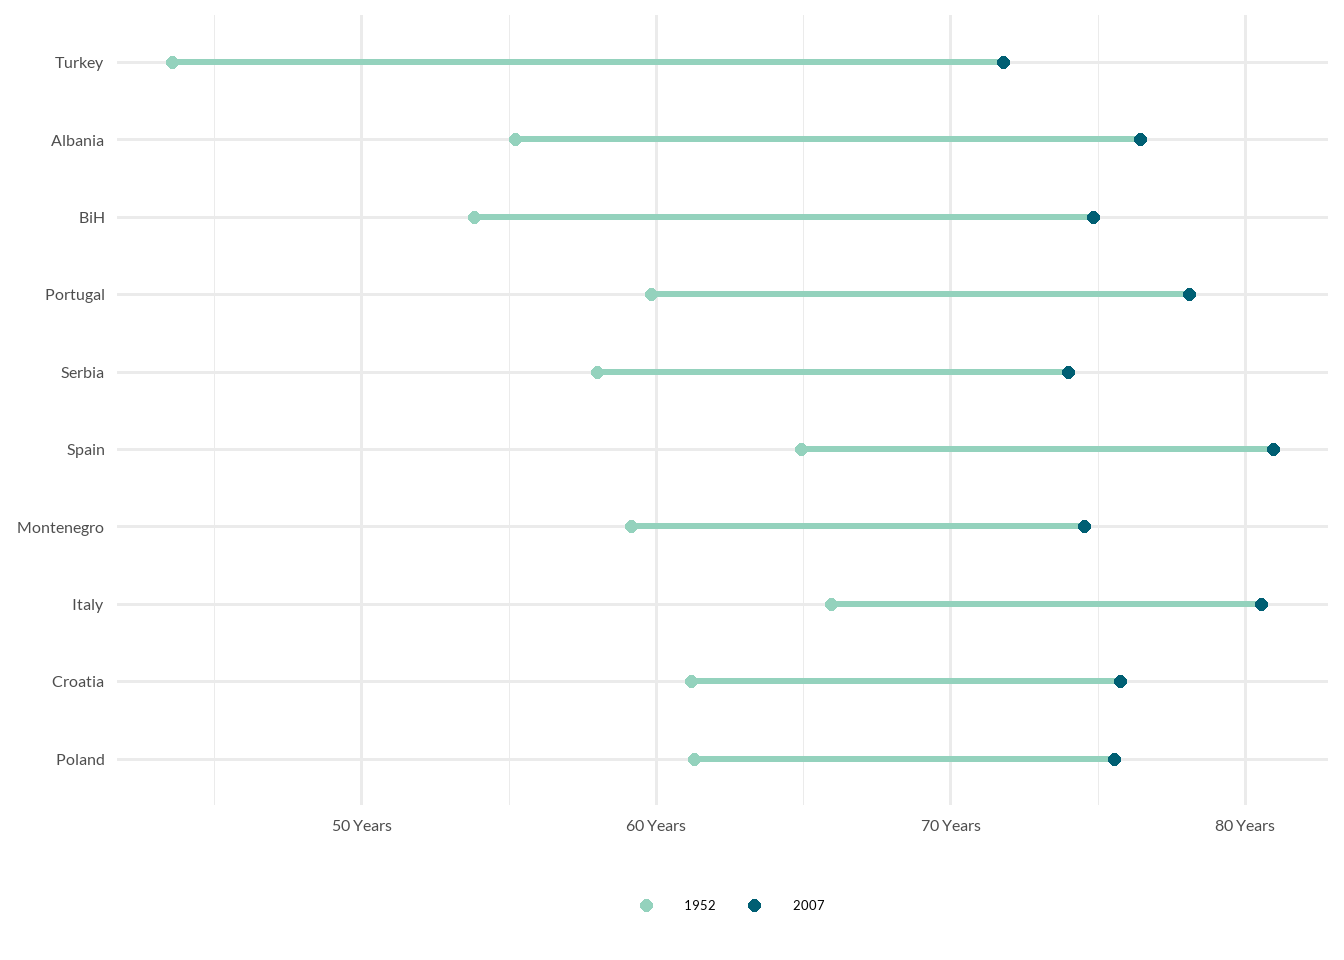 Turkey
Albania
BiH
Portugal
Serbia
Spain
Montenegro
Italy
Croatia
Poland
50 Years 60 Years 70 Years 80 Years
1952 2007